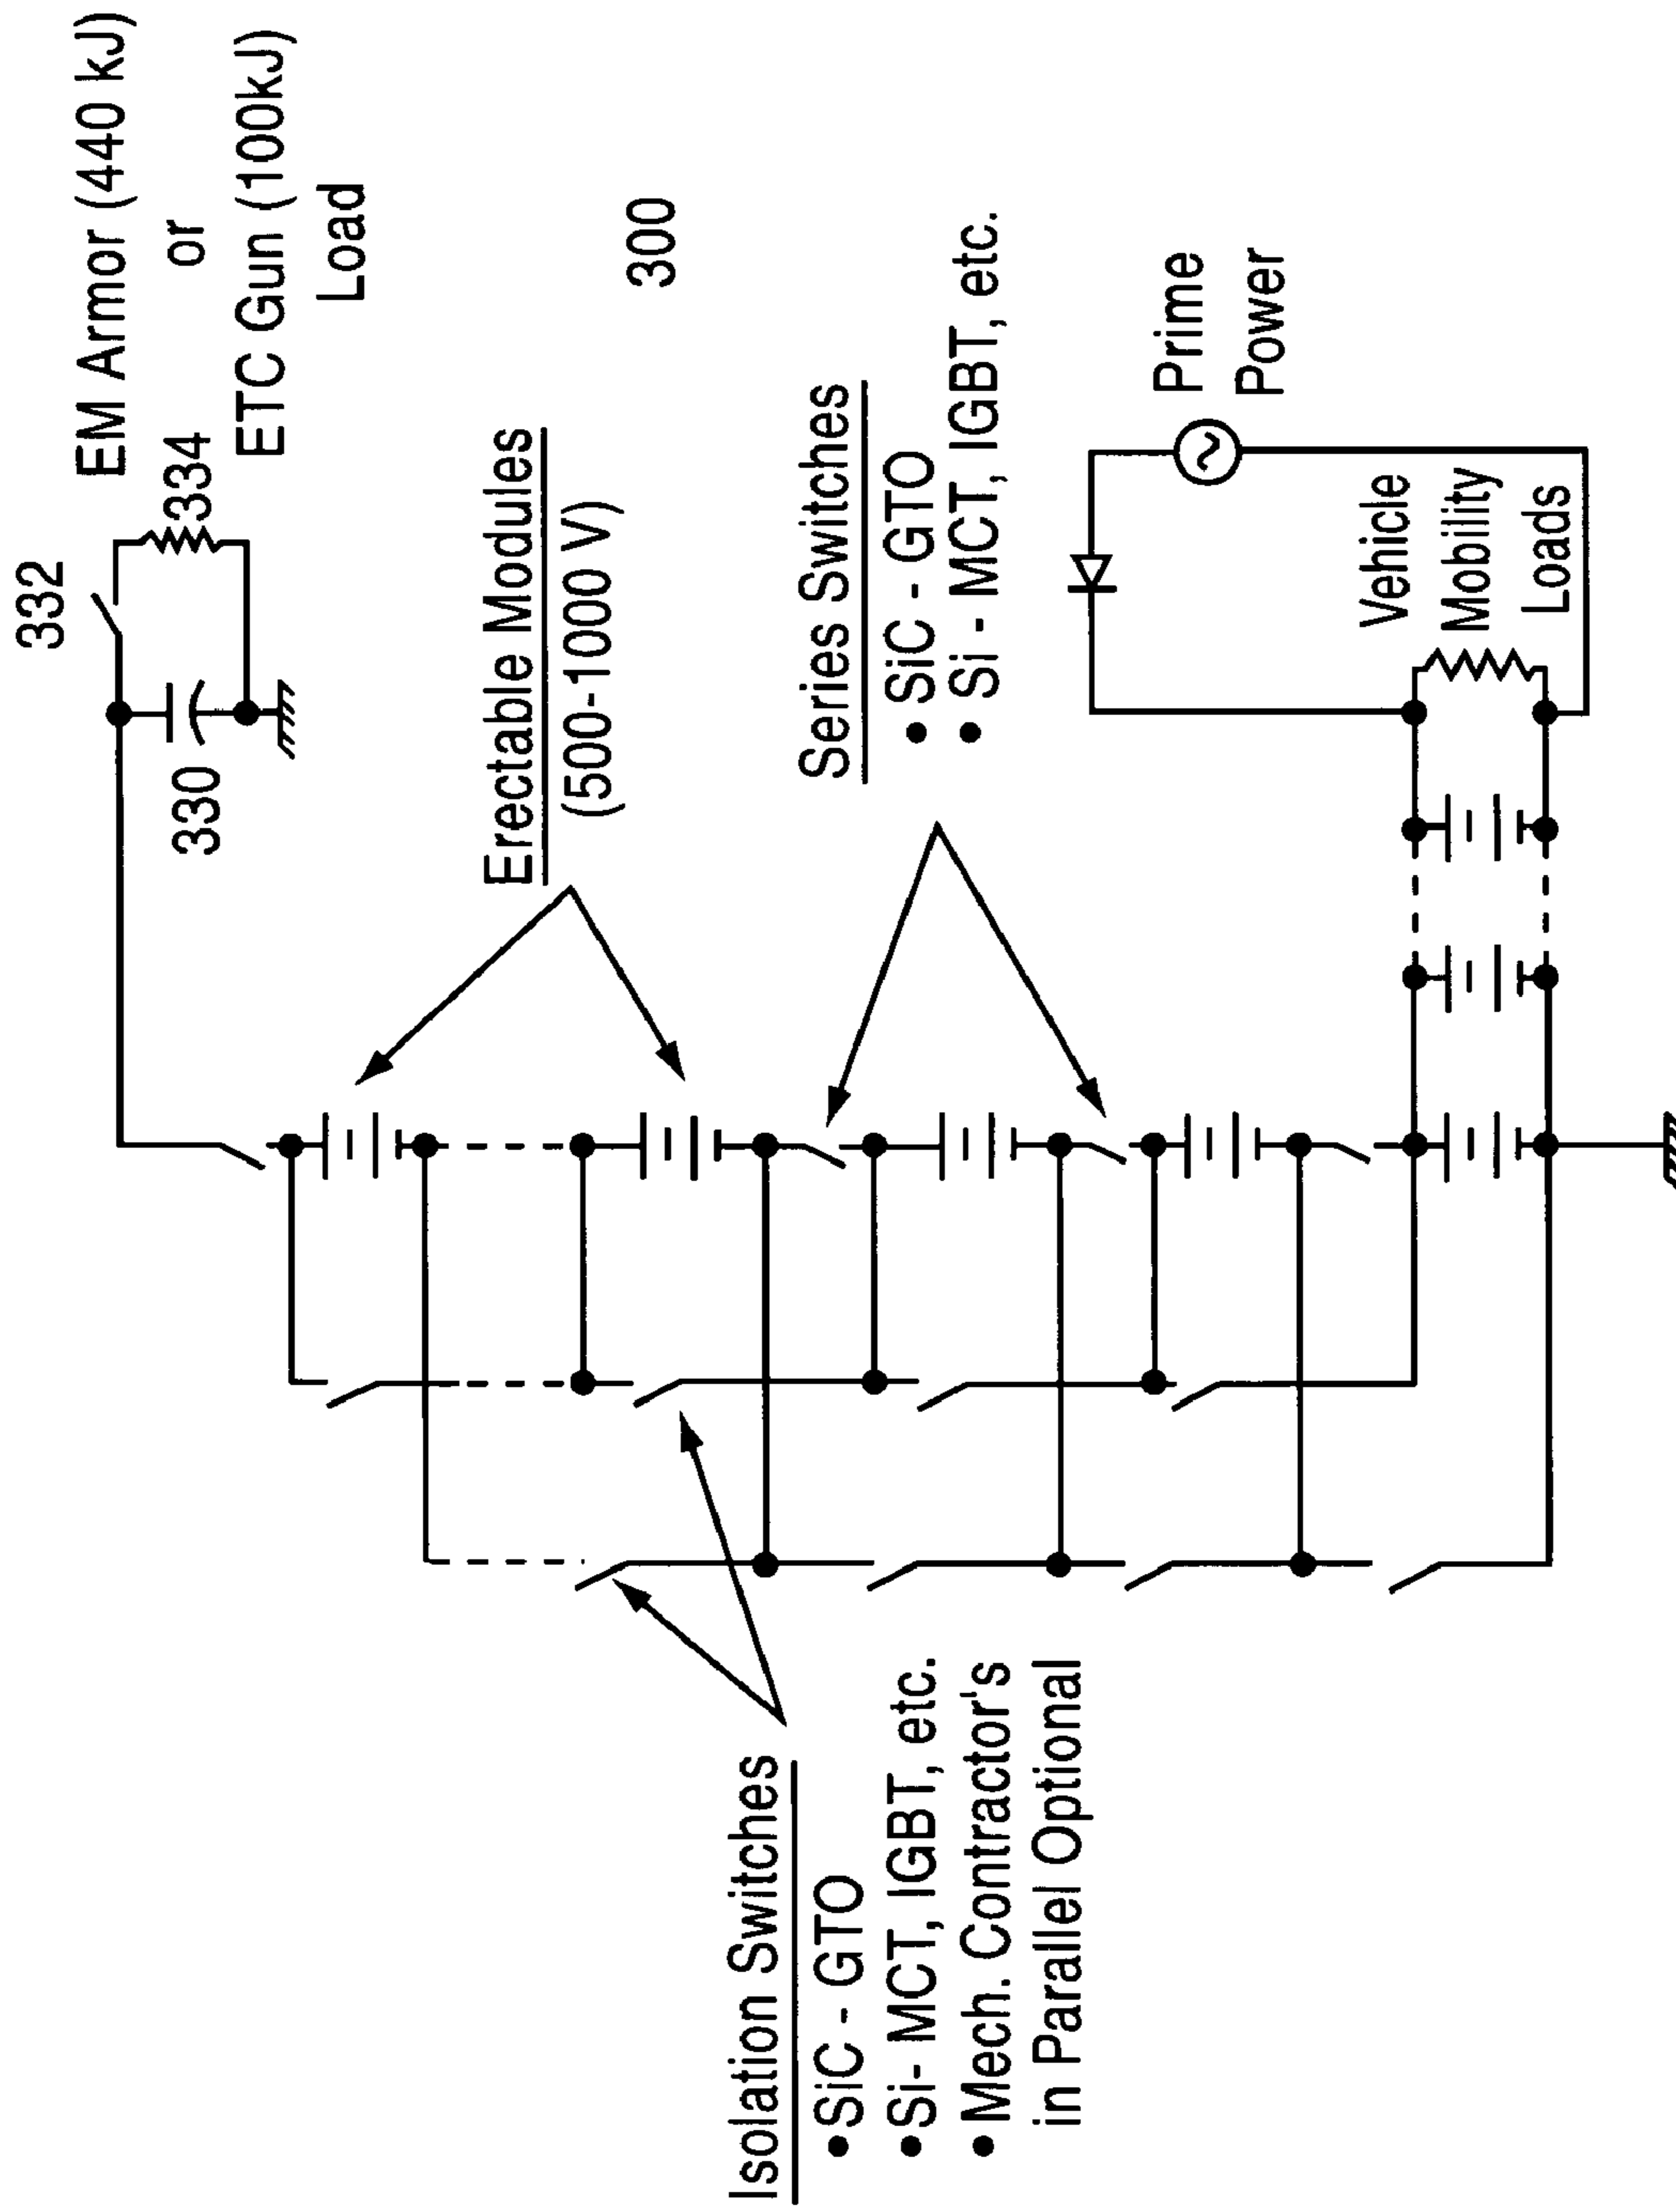 EM Armor (440 kJ)
or
ETC Gun (100kJ)
Load
332
334
330
300
Erectable Modules
(500-1000 V)
Series Switches
• SiC - GTO
• Si - MCT, IGBT, etc.
Prime
Power
Vehicle
Mobility
Loads
Isolation Switches
• SiC - GTO
• Si- MCT, IGBT, etc.
• Mech. Contractor's
in Parallel Optional